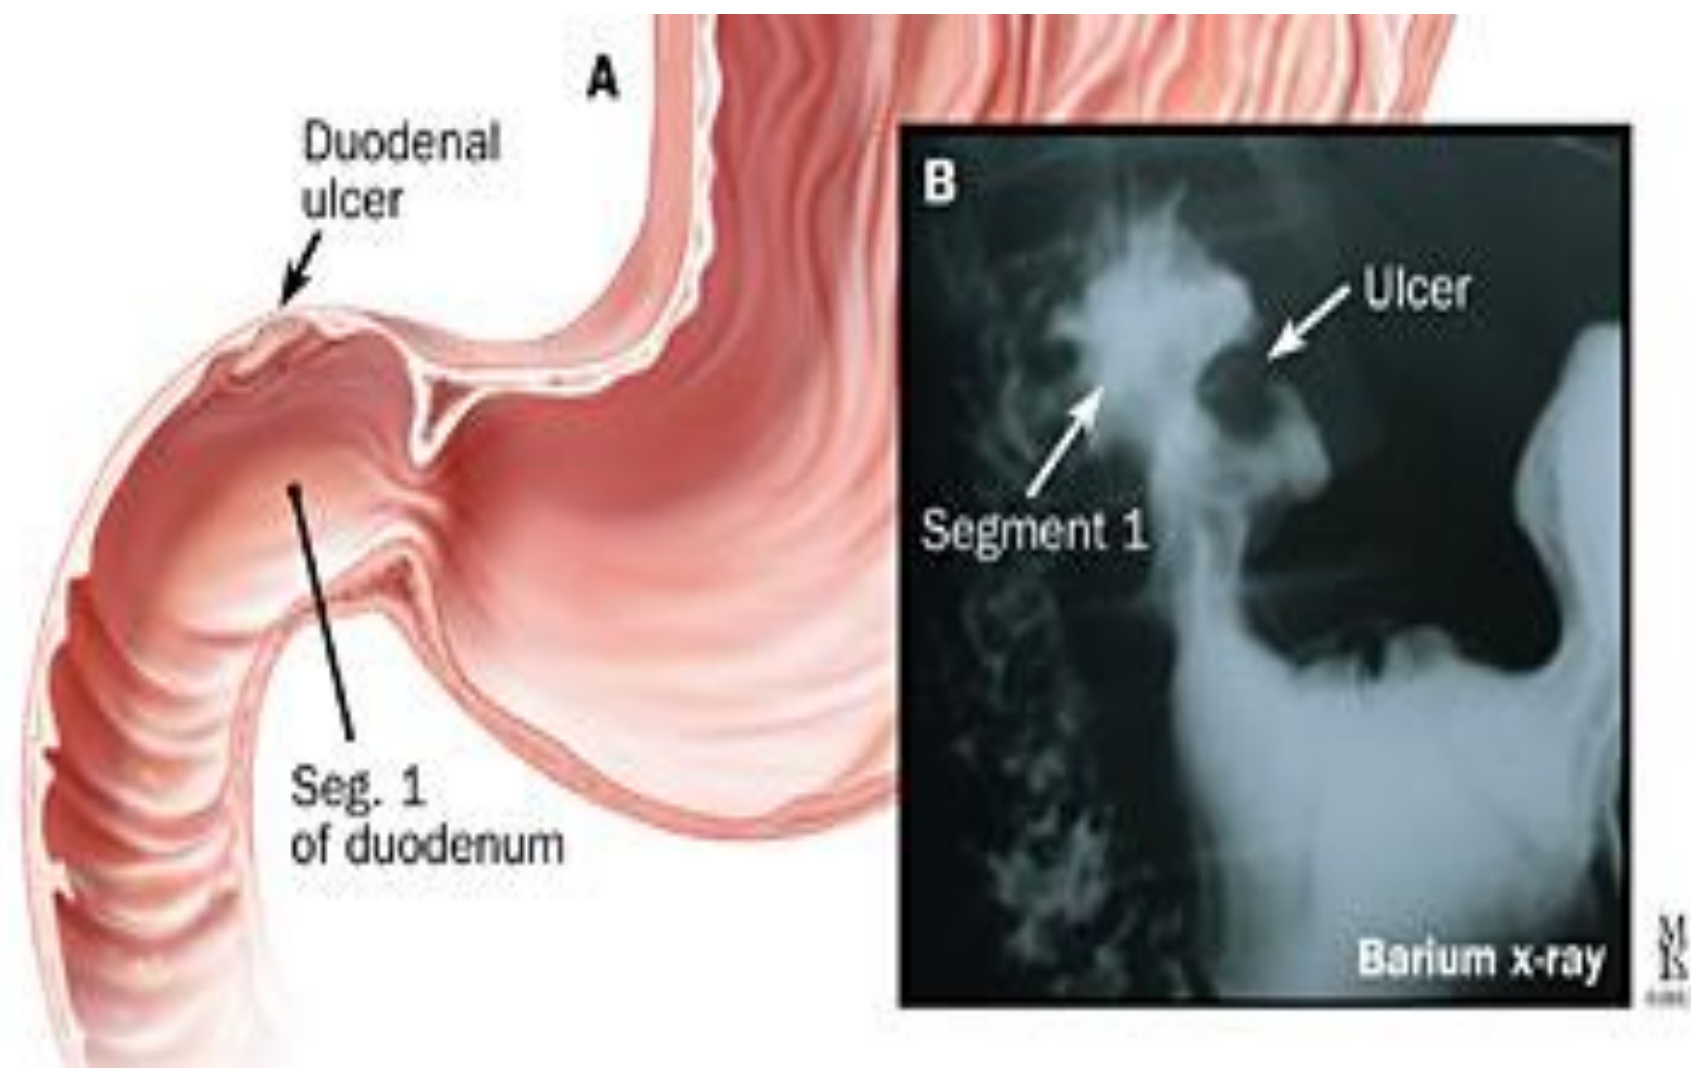 A
Duodenal
ulcer
Seg. 1
of duodenum
B
Ulcer
Segment 1
Barium x-ray
M
K